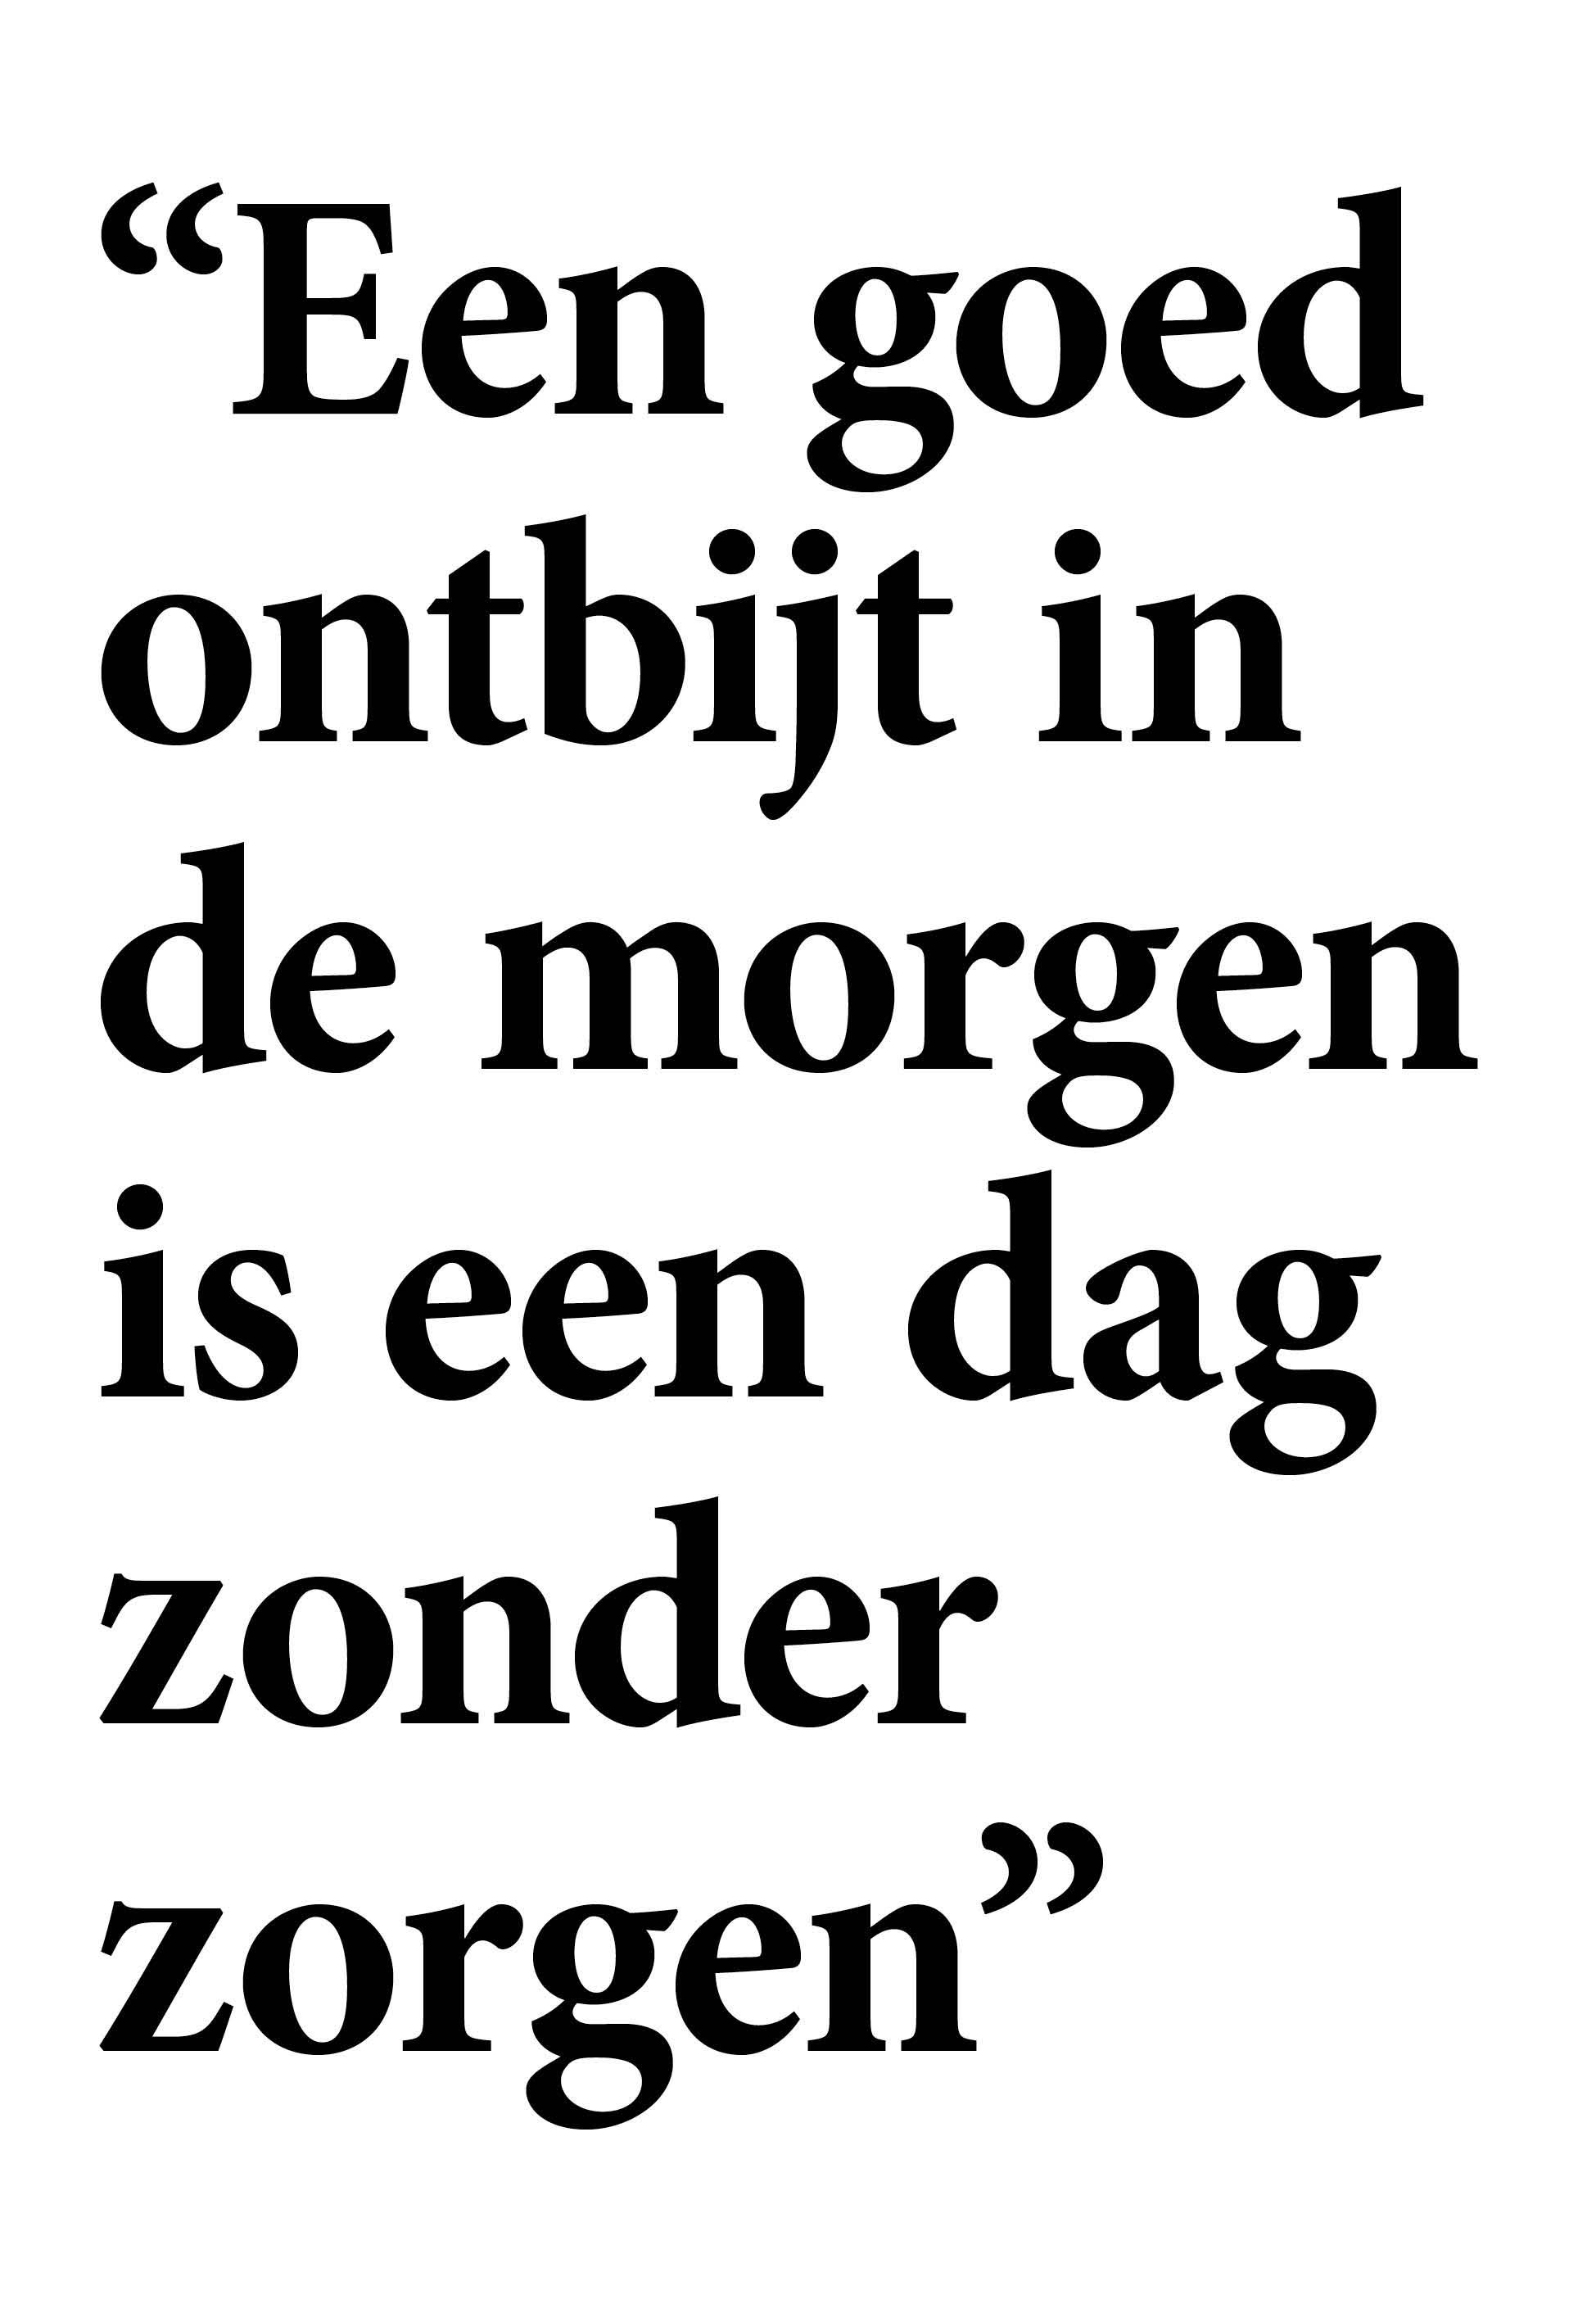 “Een goed
ontbijt in
de morgen
is een dag
zonder
zorgen”